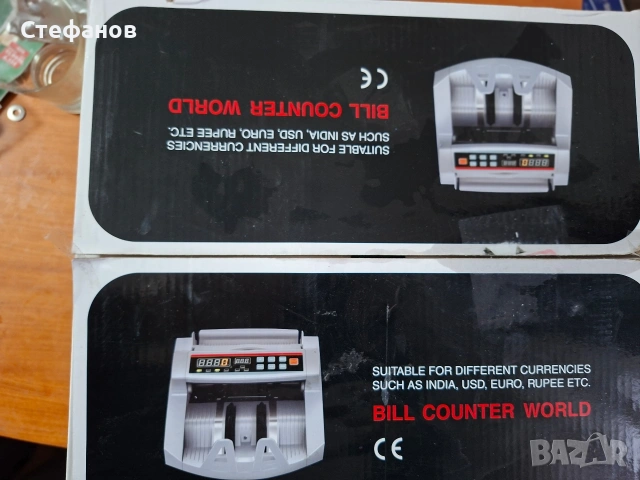 Стефанов
CE
BILL COUNTER WORLD
SUCH AS INDIA, USD, EURO, RUPEE ETC.
SUITABLE FOR DIFFERENT CURRENCIES
SUITABLE FOR DIFFERENT CURRENCIES
SUCH AS INDIA, USD, EURO, RUPEE ETC.
BILL COUNTER WORLD
CE
BAZAR